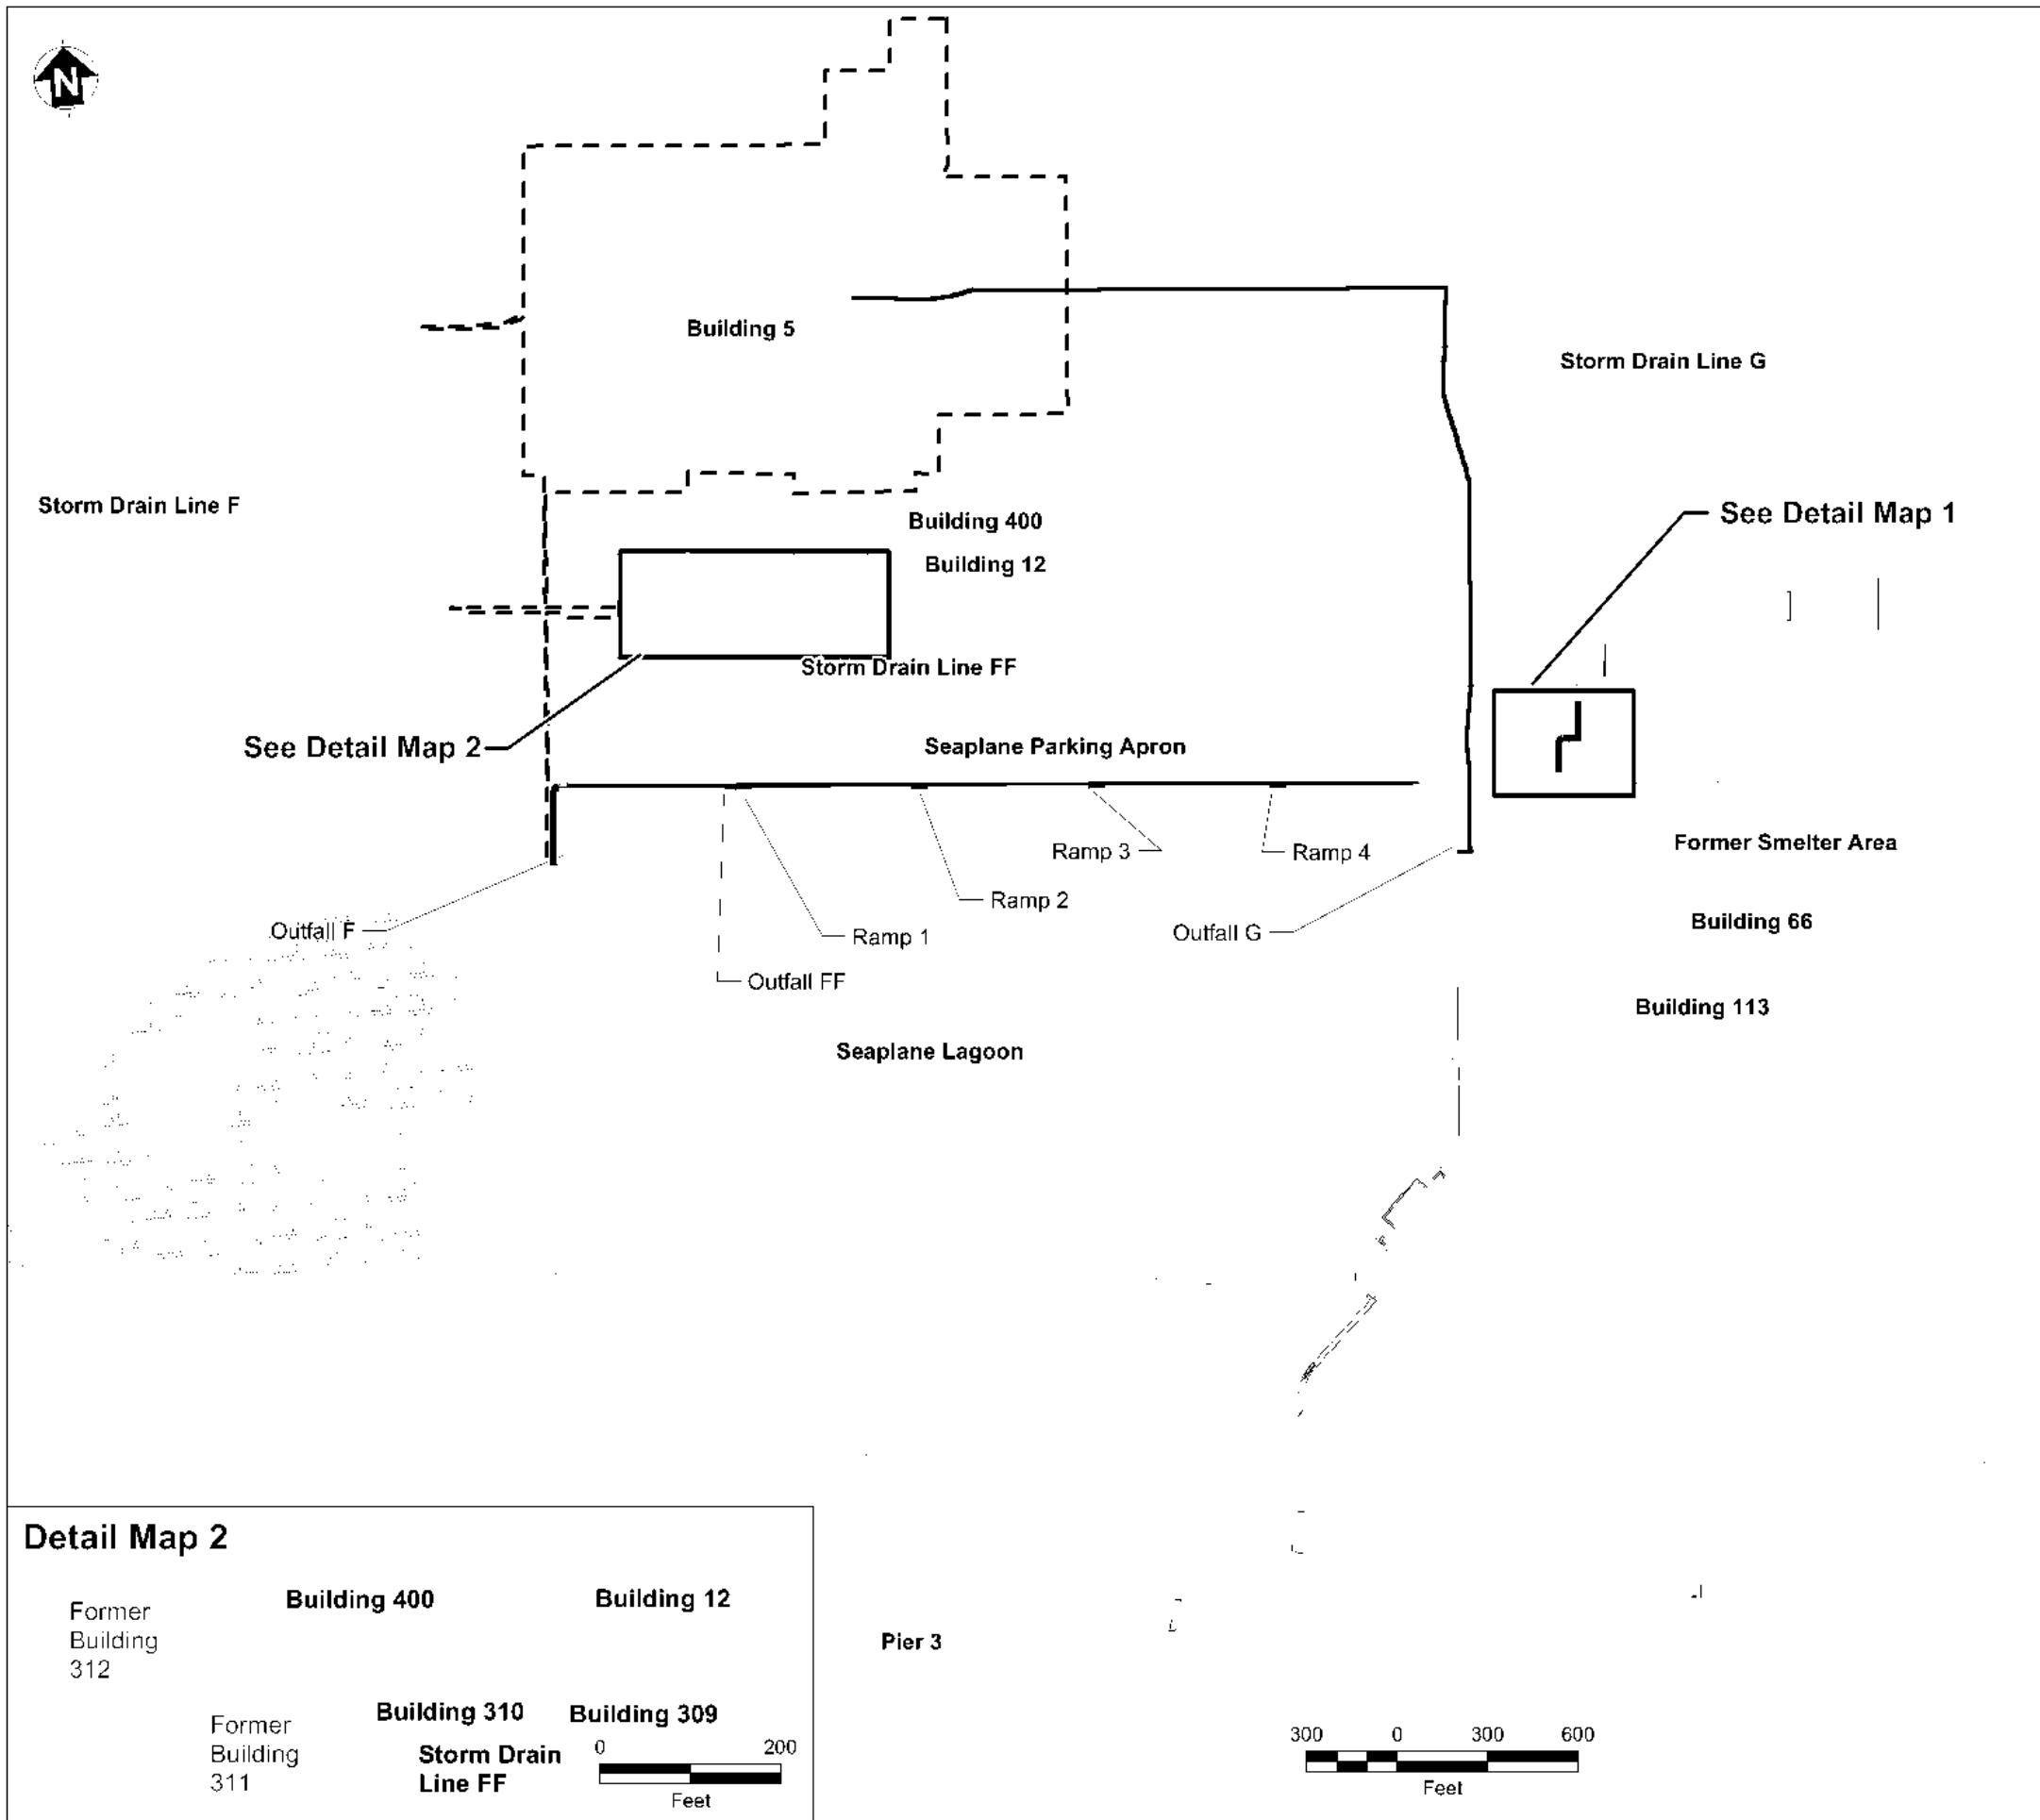 N
Building 5
Storm Drain Line G
Storm Drain Line F
See Detail Map 1
Building 400
Building 12
Storm Drain Line FF
See Detail Map 2
Seaplane Parking Apron
Ramp 3
Ramp 4
Former Smelter Area
Ramp 2
Building 66
Outfall F
Ramp 1
Outfall G
Outfall FF
Building 113
Seaplane Lagoon
Detail Map 2
Building 400
Building 12
Former
Building
312
Pier 3
Building 310
Building 309
Former
Building
311
Storm Drain
Line FF
0 200
Feet
300 0 300 600
Feet